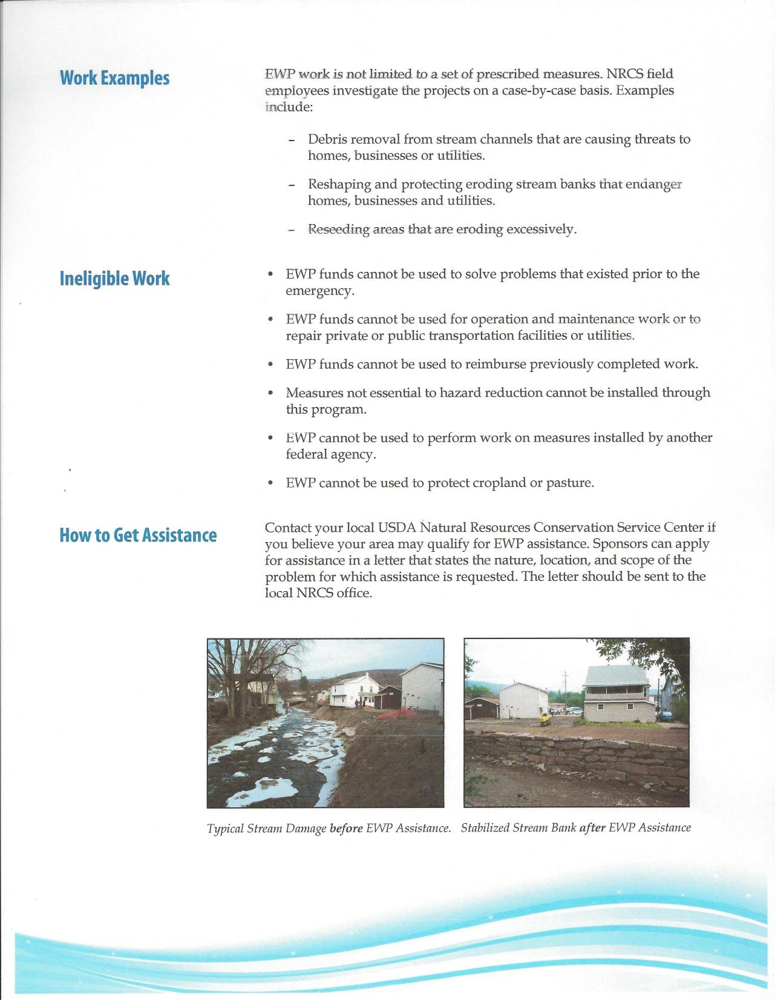 Work Examples
EWP work is not limited to a set of prescribed measures. NRCS field
employees investigate the projects on a case-by-case basis. Examples
include:
– Debris removal from stream channels that are causing threats to
homes, businesses or utilities.
– Reshaping and protecting eroding stream banks that endanger
homes, businesses and utilities.
– Reseeding areas that are eroding excessively.
Ineligible Work
• EWP funds cannot be used to solve problems that existed prior to the
emergency.
• EWP funds cannot be used for operation and maintenance work or to
repair private or public transportation facilities or utilities.
• EWP funds cannot be used to reimburse previously completed work.
• Measures not essential to hazard reduction cannot be installed through
this program.
• EWP cannot be used to perform work on measures installed by another
federal agency.
• EWP cannot be used to protect cropland or pasture.
How to Get Assistance
Contact your local USDA Natural Resources Conservation Service Center if
you believe your area may qualify for EWP assistance. Sponsors can apply
for assistance in a letter that states the nature, location, and scope of the
problem for which assistance is requested. The letter should be sent to the
local NRCS office.
Typical Stream Damage before EWP Assistance.
Stabilized Stream Bank after EWP Assistance